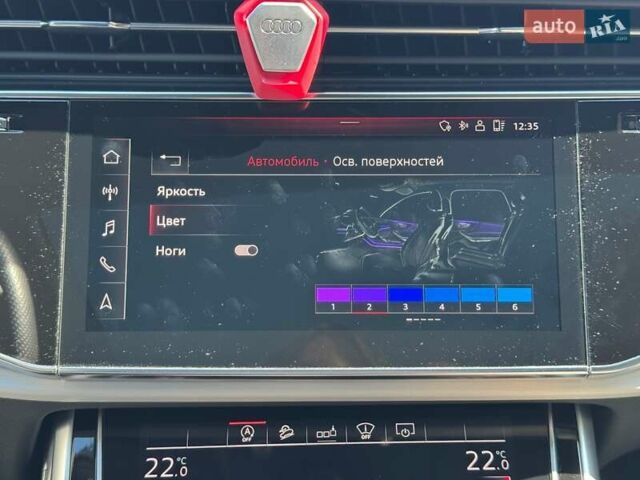 auto RIA.com
12:35
Автомобиль · Осв. поверхностей
Яркость
Цвет
Ноги
1 2 3 4 5 6
A OFF OFF
22.0 °C 22.0 °C